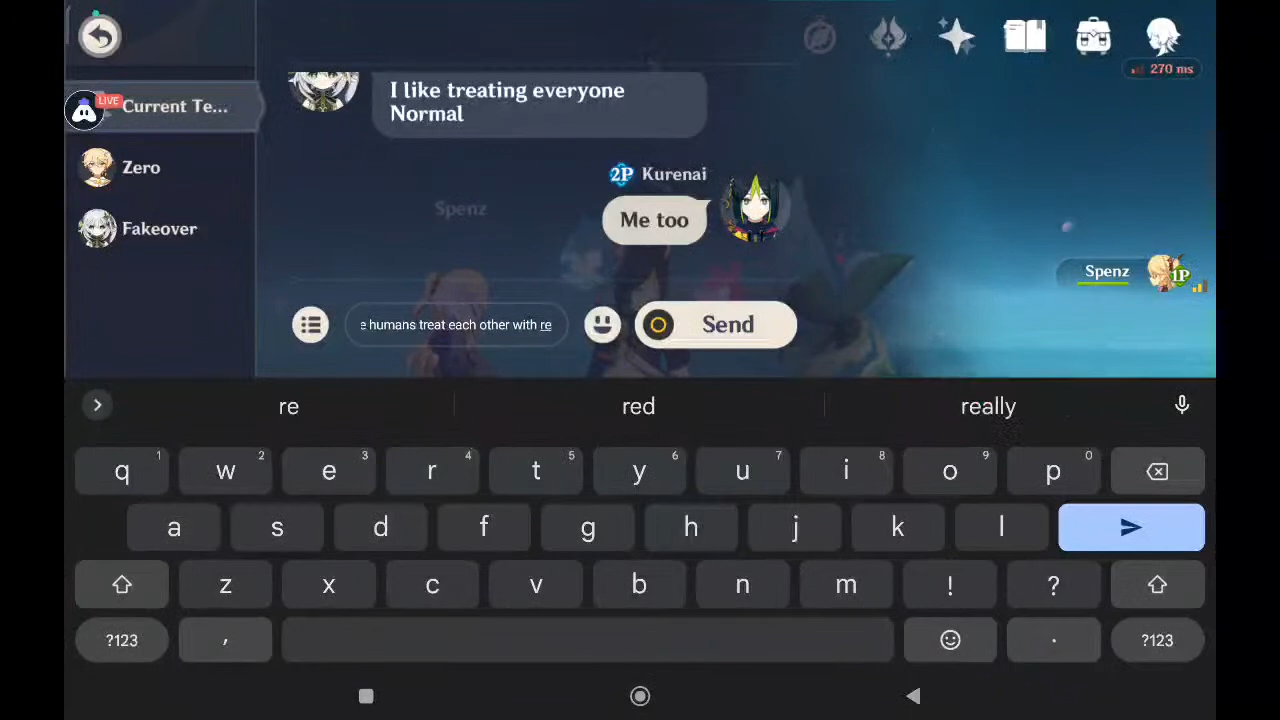 270 ms
LIVE
Current Te...
Zero
Fakeover
I like treating everyone
Normal
2P Kurenai
Me too
Spenz
Spenz
1P
e humans treat each other with re
Send
re
red
really
q 1 w 2 e 3 r 4 t 5 y 6 u 7 i 8 o 9 p 0
a s d f g h j k l
z x c v b n m ! ?
?123 , . ?123